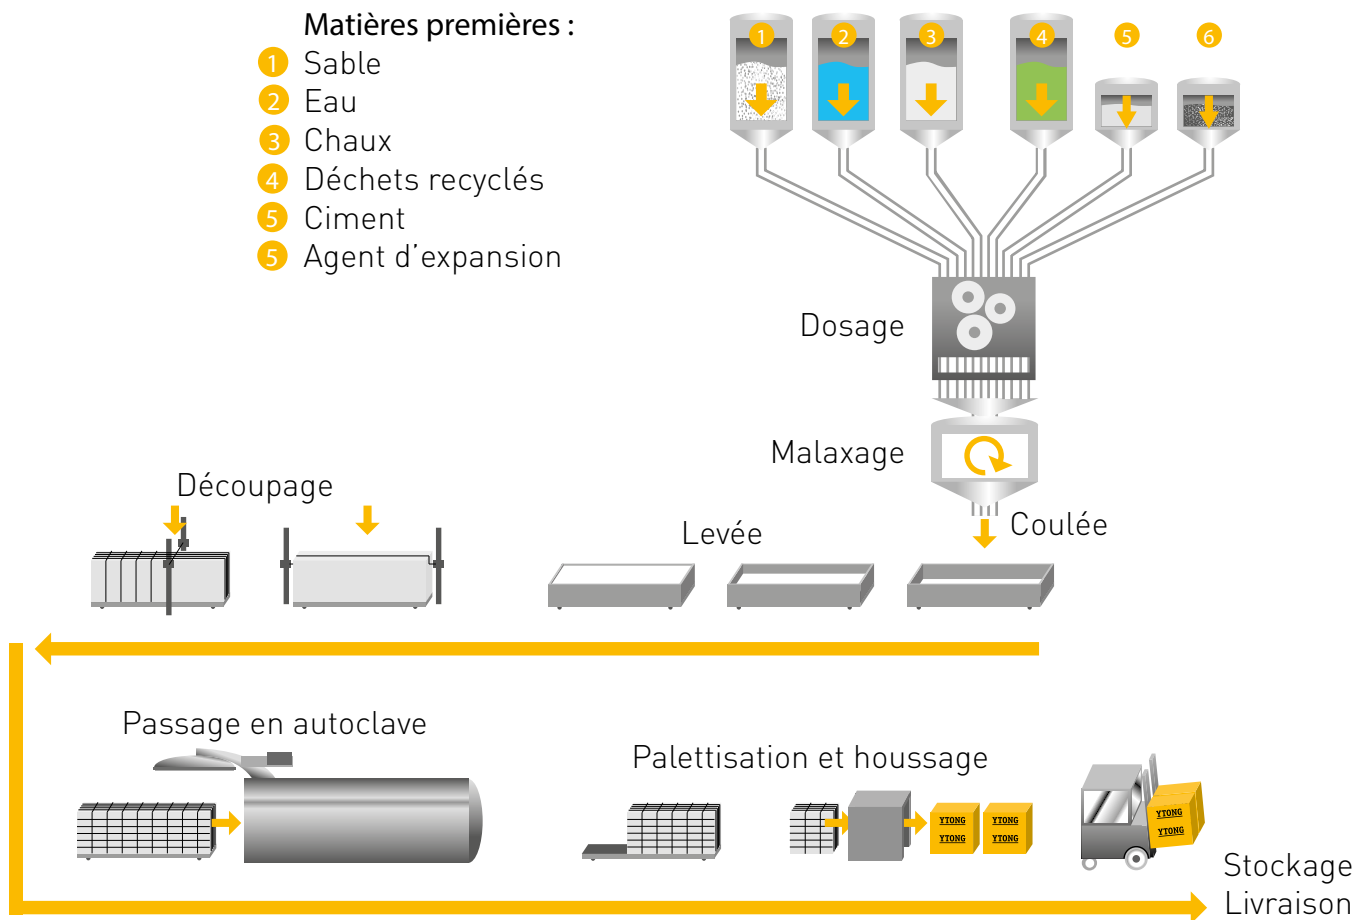 Matières premières :
1 Sable
2 Eau
3 Chaux
4 Déchets recyclés
5 Ciment
5 Agent d'expansion
1 2 3 4 5 6
Dosage
Malaxage
Coulée
Levée
Découpage
Passage en autoclave
Palettisation et houssage
YTONG YTONG
YTONG YTONG
YTONG
YTONG
Stockage
Livraison